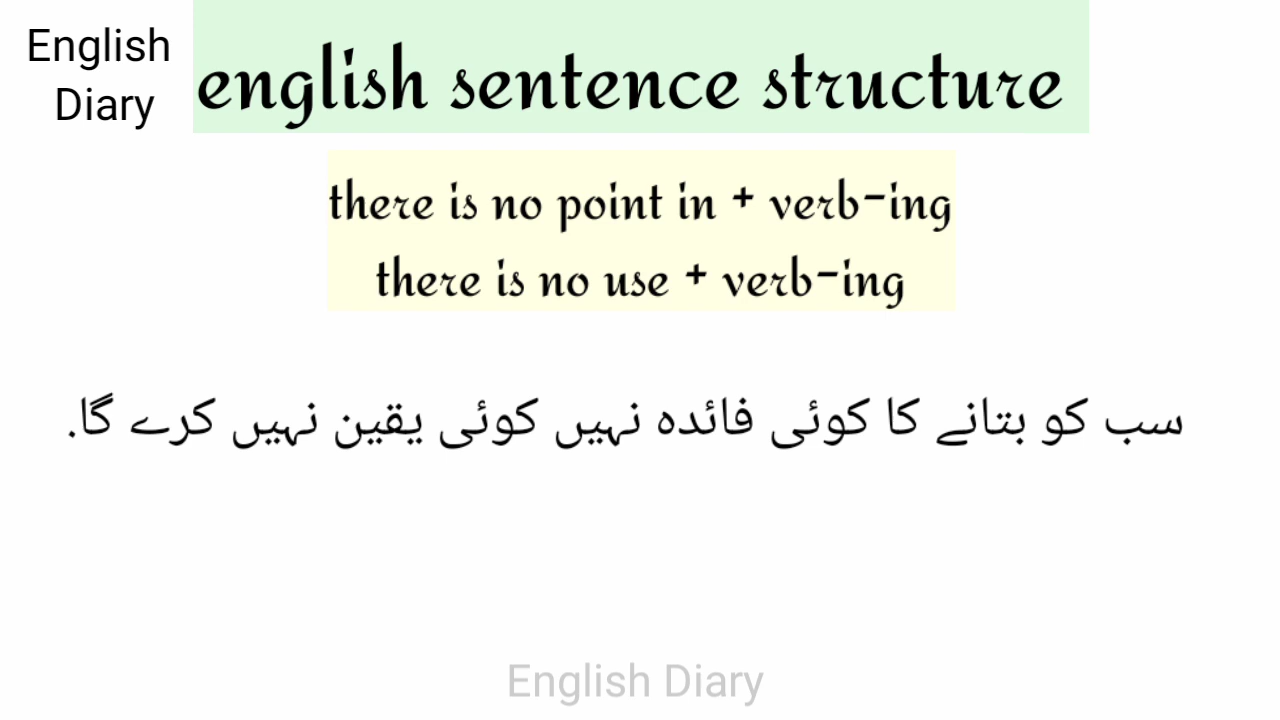 English
Diary
english sentence structure
there is no point in + verb-ing
there is no use + verb-ing
سب کو بتانے کا کوئی فائدہ نہیں کوئی یقین نہیں کرے گا.
English Diary